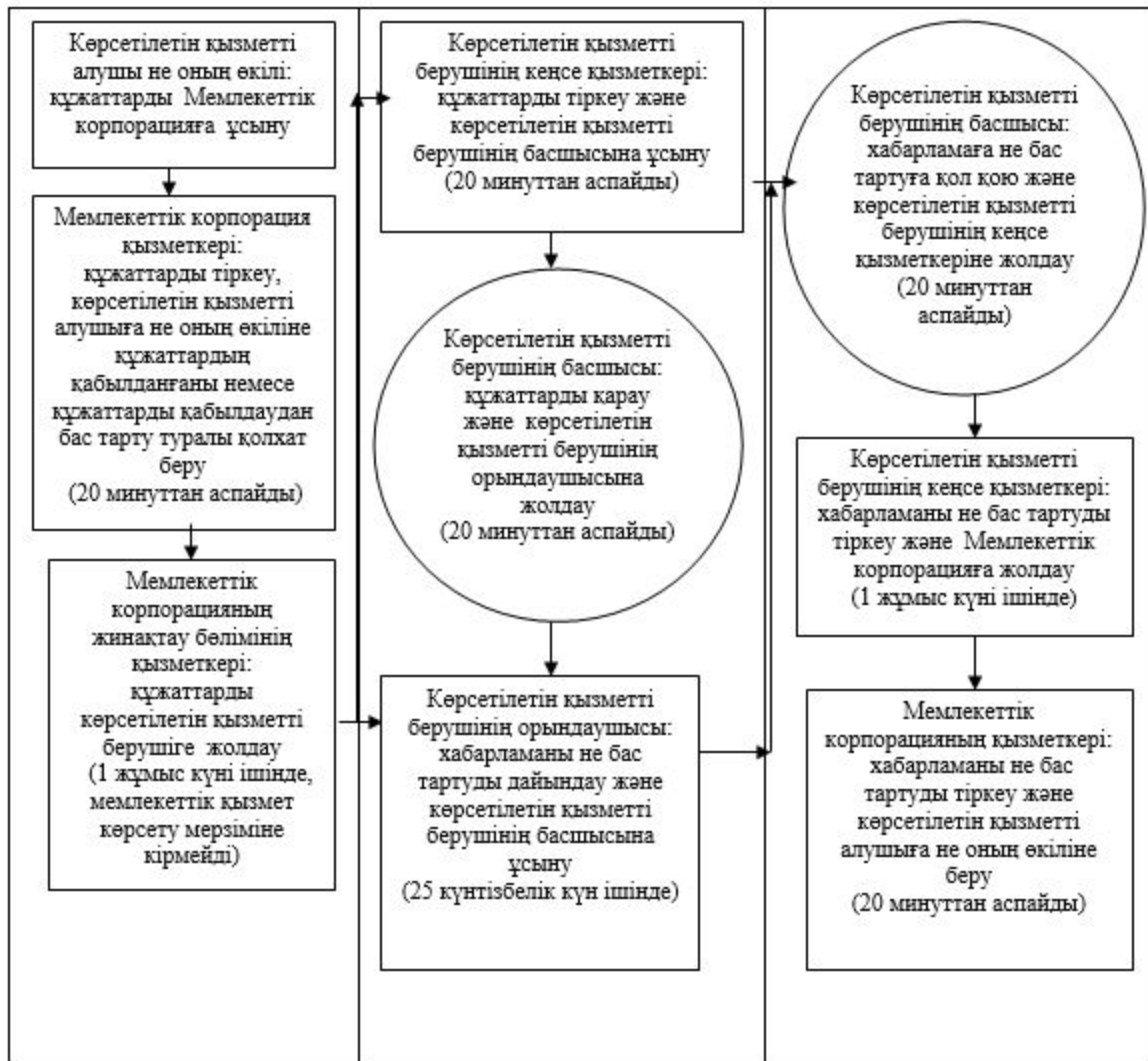 Көрсетілетін қызметті
алушы не оның өкілі:
құжаттарды Мемлекеттік
корпорацияға ұсыну
Мемлекеттік корпорация
қызметкері:
құжаттарды тіркеу,
көрсетілетін қызметті
алушыға не оның өкіліне
құжаттардың
қабылданғаны немесе
құжаттарды қабылдаудан
бас тарту туралы қолхат
беру
(20 минуттан аспайды)
Мемлекеттік
корпорацияның
жинақтау бөлімінің
қызметкері:
құжаттарды
көрсетілетін қызметті
берушіге жолдау
(1 жұмыс күні ішінде,
мемлекеттік қызмет
көрсету мерзіміне
кірмейді)
Көрсетілетін қызметті
берушінің кеңсе қызметкері:
құжаттарды тіркеу және
көрсетілетін қызметті
берушінің басшысына ұсыну
(20 минуттан аспайды)
Көрсетілетін қызметті
берушінің басшысы:
құжаттарды қарау
және көрсетілетін
қызметті берушінің
орындаушысына
жолдау
(20 минуттан аспайды)
Көрсетілетін қызметті
берушінің орындаушысы:
хабарламаны не бас
тартуды дайындау және
көрсетілетін қызметті
берушінің басшысына
ұсыну
(25 күнтізбелік күн ішінде)
Көрсетілетін қызметті
берушінің басшысы:
хабарламаға не бас
тартуға қол қою және
көрсетілетін қызметті
берушінің кеңсе
қызметкеріне жолдау
(20 минуттан
аспайды)
Көрсетілетін қызметті
берушінің кеңсе қызметкері:
хабарламаны не бас тартуды
тіркеу және Мемлекеттік
корпорацияға жолдау
(1 жұмыс күні ішінде)
Мемлекеттік
корпорацияның қызметкері:
хабарламаны не бас
тартуды тіркеу және
көрсетілетін қызметті
алушыға не оның өкіліне
беру
(20 минуттан аспайды)